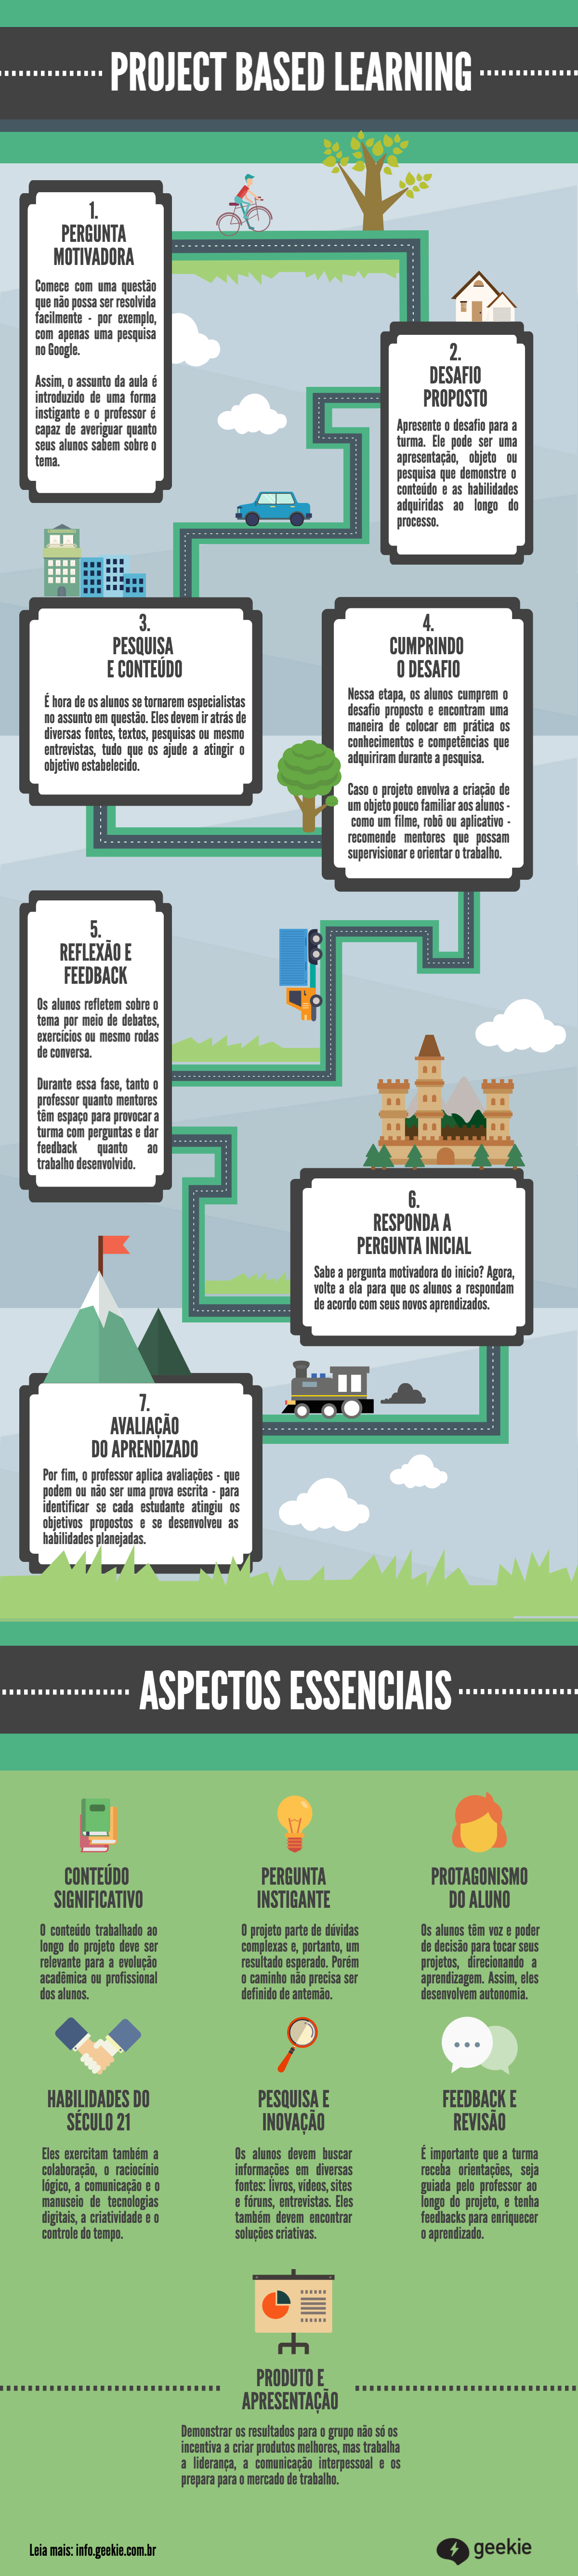 PROJECT BASED LEARNING
1.
PERGUNTA
MOTIVADORA
Comece com uma questão
que não possa ser resolvida
facilmente - por exemplo,
com apenas uma pesquisa
no Google.
Assim, o assunto da aula é
introduzido de uma forma
instigante e o professor é
capaz de averiguar quanto
seus alunos sabem sobre o
tema.
2.
DESAFIO
PROPOSTO
Apresente o desafio para a
turma. Ele pode ser uma
apresentação, objeto ou
pesquisa que demonstre o
conteúdo e as habilidades
adquiridas ao longo do
processo.
3.
PESQUISA
E CONTEÚDO
É hora de os alunos se tornarem especialistas
no assunto em questão. Eles devem ir atrás de
diversas fontes, textos, pesquisas ou mesmo
entrevistas, tudo que os ajude a atingir o
objetivo estabelecido.
4.
CUMPRINDO
O DESAFIO
Nessa etapa, os alunos cumprem o
desafio proposto e encontram uma
maneira de colocar em prática os
conhecimentos e competências que
adquiriram durante a pesquisa.
Caso o projeto envolva a criação de
um objeto pouco familiar aos alunos -
como um filme, robô ou aplicativo -
recomende mentores que possam
supervisionar e orientar o trabalho.
5.
REFLEXÃO E
FEEDBACK
Os alunos refletem sobre o
tema por meio de debates,
exercícios ou mesmo rodas
de conversa.
Durante essa fase, tanto o
professor quanto mentores
têm espaço para provocar a
turma com perguntas e dar
feedback quanto ao
trabalho desenvolvido.
6.
RESPONDA A
PERGUNTA INICIAL
Sabe a pergunta motivadora do início? Agora,
volte a ela para que os alunos a respondam
de acordo com seus novos aprendizados.
7.
AVALIAÇÃO
DO APRENDIZADO
Por fim, o professor aplica avaliações - que
podem ou não ser uma prova escrita - para
identificar se cada estudante atingiu os
objetivos propostos e se desenvolveu as
habilidades planejadas.
ASPECTOS ESSENCIAIS
CONTEÚDO
SIGNIFICATIVO
O conteúdo trabalhado ao
longo do projeto deve ser
relevante para a evolução
acadêmica ou profissional
dos alunos.
PERGUNTA
INSTIGANTE
O projeto parte de dúvidas
complexas e, portanto, um
resultado esperado. Porém
o caminho não precisa ser
definido de antemão.
PROTAGONISMO
DO ALUNO
Os alunos têm voz e poder
de decisão para tocar seus
projetos, direcionando a
aprendizagem. Assim, eles
desenvolvem autonomia.
HABILIDADES DO
SÉCULO 21
Eles exercitam também a
colaboração, o raciocínio
lógico, a comunicação e o
manuseio de tecnologias
digitais, a criatividade e o
controle do tempo.
PESQUISA E
INOVAÇÃO
Os alunos devem buscar
informações em diversas
fontes: livros, vídeos, sites
e fóruns, entrevistas. Eles
também devem encontrar
soluções criativas.
FEEDBACK E
REVISÃO
É importante que a turma
receba orientações, seja
guiada pelo professor ao
longo do projeto, e tenha
feedbacks para enriquecer
o aprendizado.
PRODUTO E
APRESENTAÇÃO
Demonstrar os resultados para o grupo não só os
incentiva a criar produtos melhores, mas trabalha
a liderança, a comunicação interpessoal e os
prepara para o mercado de trabalho.
Leia mais: info.geekie.com.br
geekie